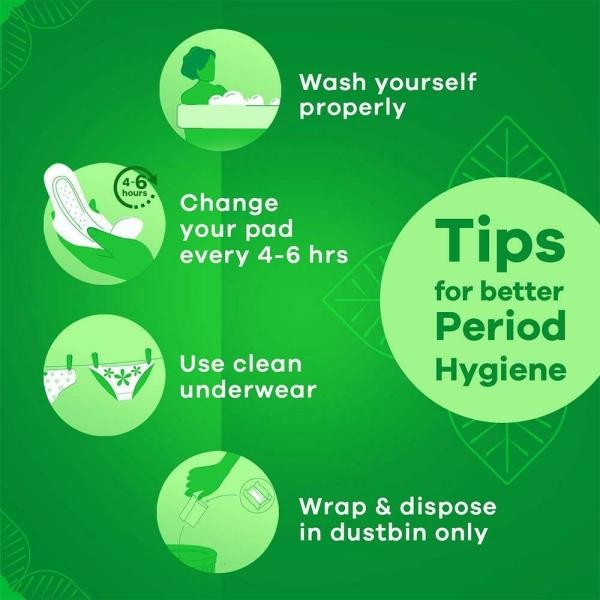 Wash yourself
properly
4-6
hours
Change
your pad
every 4-6 hrs
Tips
for better
Period
Hygiene
Use clean
underwear
Wrap & dispose
in dustbin only